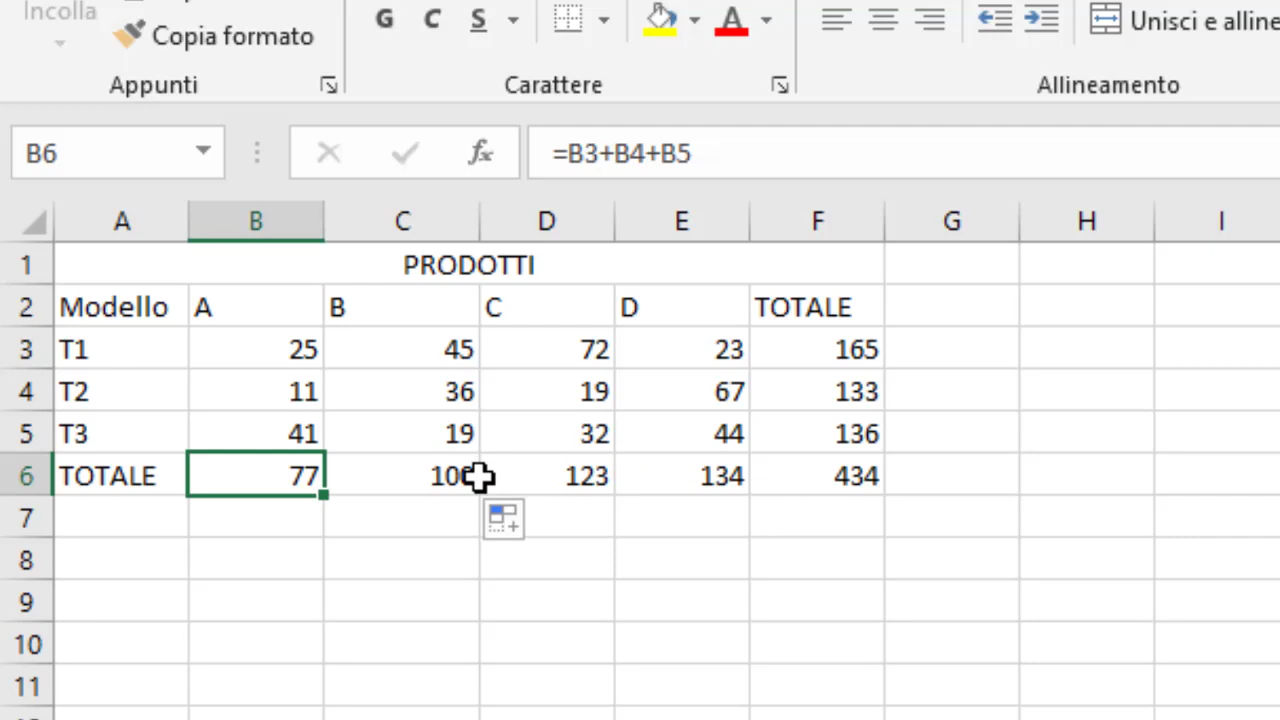 Incolla
Copia formato
G C S A
Unisci e alline
Appunti Carattere Allineamento
B6 fx =B3+B4+B5
A B C D E F G H I
1 PRODOTTI
2 Modello A B C D TOTALE
3 T1 25 45 72 23 165
4 T2 11 36 19 67 133
5 T3 41 19 32 44 136
6 TOTALE 77 123 134 434
7
8
9
10
11